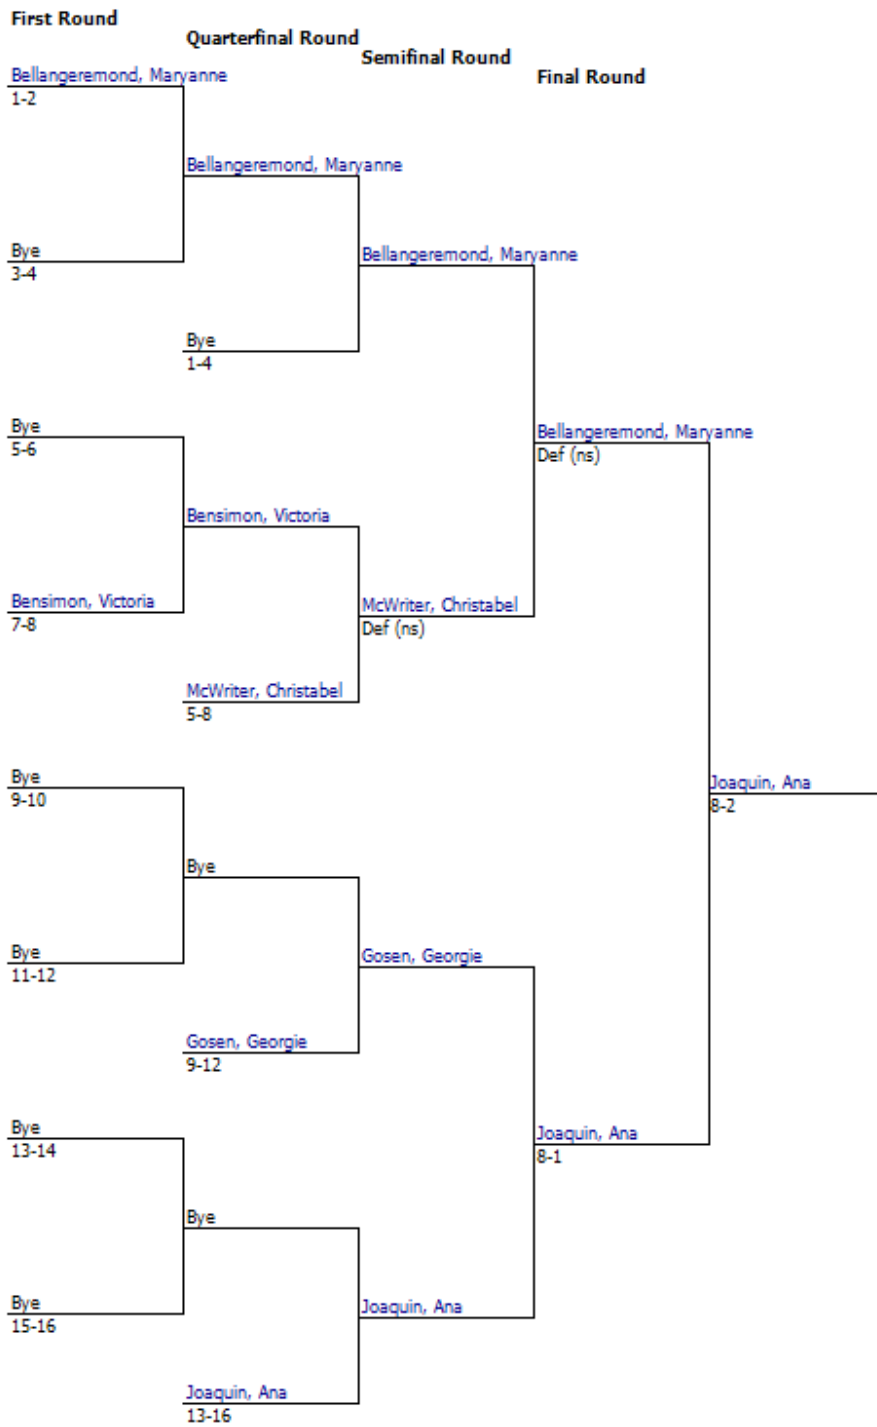 First Round
Quarterfinal Round
Semifinal Round
Final Round
Bellangeremond, Maryanne
1-2
Bellangeremond, Maryanne
Bye
3-4
Bellangeremond, Maryanne
Bye
1-4
Bye
5-6
Bellangeremond, Maryanne
Def (ns)
Bensimon, Victoria
Bensimon, Victoria
7-8
McWriter, Christabel
Def (ns)
McWriter, Christabel
5-8
Bye
9-10
Joaquin, Ana
8-2
Bye
Bye
11-12
Gosen, Georgie
Gosen, Georgie
9-12
Bye
13-14
Joaquin, Ana
8-1
Bye
Bye
15-16
Joaquin, Ana
Joaquin, Ana
13-16